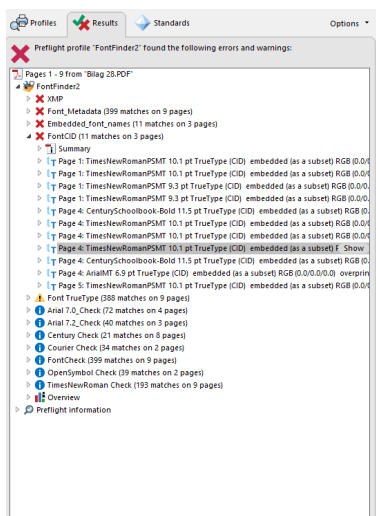 Profiles Results Standards Options
Preflight profile "FontFinder2" found the following errors and warnings:
Pages 1 - 9 from "Bilag 28.PDF"
FontFinder2
XMP
Font_Metadata (399 matches on 9 pages)
Embedded_font_names (11 matches on 3 pages)
FontCID (11 matches on 3 pages)
Summary
Page 1: TimesNewRomanPSMT 10.1 pt TrueType (CID) embedded (as a subset) RGB (0.0/0
Page 1: TimesNewRomanPSMT 10.1 pt TrueType (CID) embedded (as a subset) RGB (0.0/0
Page 1: TimesNewRomanPSMT 9.3 pt TrueType (CID) embedded (as a subset) RGB (0.0/0.
Page 1: TimesNewRomanPSMT 9.3 pt TrueType (CID) embedded (as a subset) RGB (0.0/0.
Page 4: CenturySchoolbook-Bold 11.5 pt TrueType (CID) embedded (as a subset) RGB (0.
Page 4: TimesNewRomanPSMT 10.1 pt TrueType (CID) embedded (as a subset) RGB (0.0/0
Page 4: TimesNewRomanPSMT 10.1 pt TrueType (CID) embedded (as a subset) RGB (0.0/0
Page 4: TimesNewRomanPSMT 10.1 pt TrueType (CID) embedded (as a subset) F Show
Page 4: CenturySchoolbook-Bold 11.5 pt TrueType (CID) embedded (as a subset) RGB (0.
Page 4: ArialMT 6.9 pt TrueType (CID) embedded (as a subset) RGB (0.0/0.0/0.0) overprin
Page 5: TimesNewRomanPSMT 10.1 pt TrueType (CID) embedded (as a subset) RGB (0.0/0
Font TrueType (388 matches on 9 pages)
Arial 7.0_Check (72 matches on 4 pages)
Arial 7.2_Check (40 matches on 3 pages)
Century Check (21 matches on 8 pages)
Courier Check (34 matches on 2 pages)
FontCheck (399 matches on 9 pages)
OpenSymbol Check (39 matches on 2 pages)
TimesNewRoman Check (193 matches on 9 pages)
Overview
Preflight information